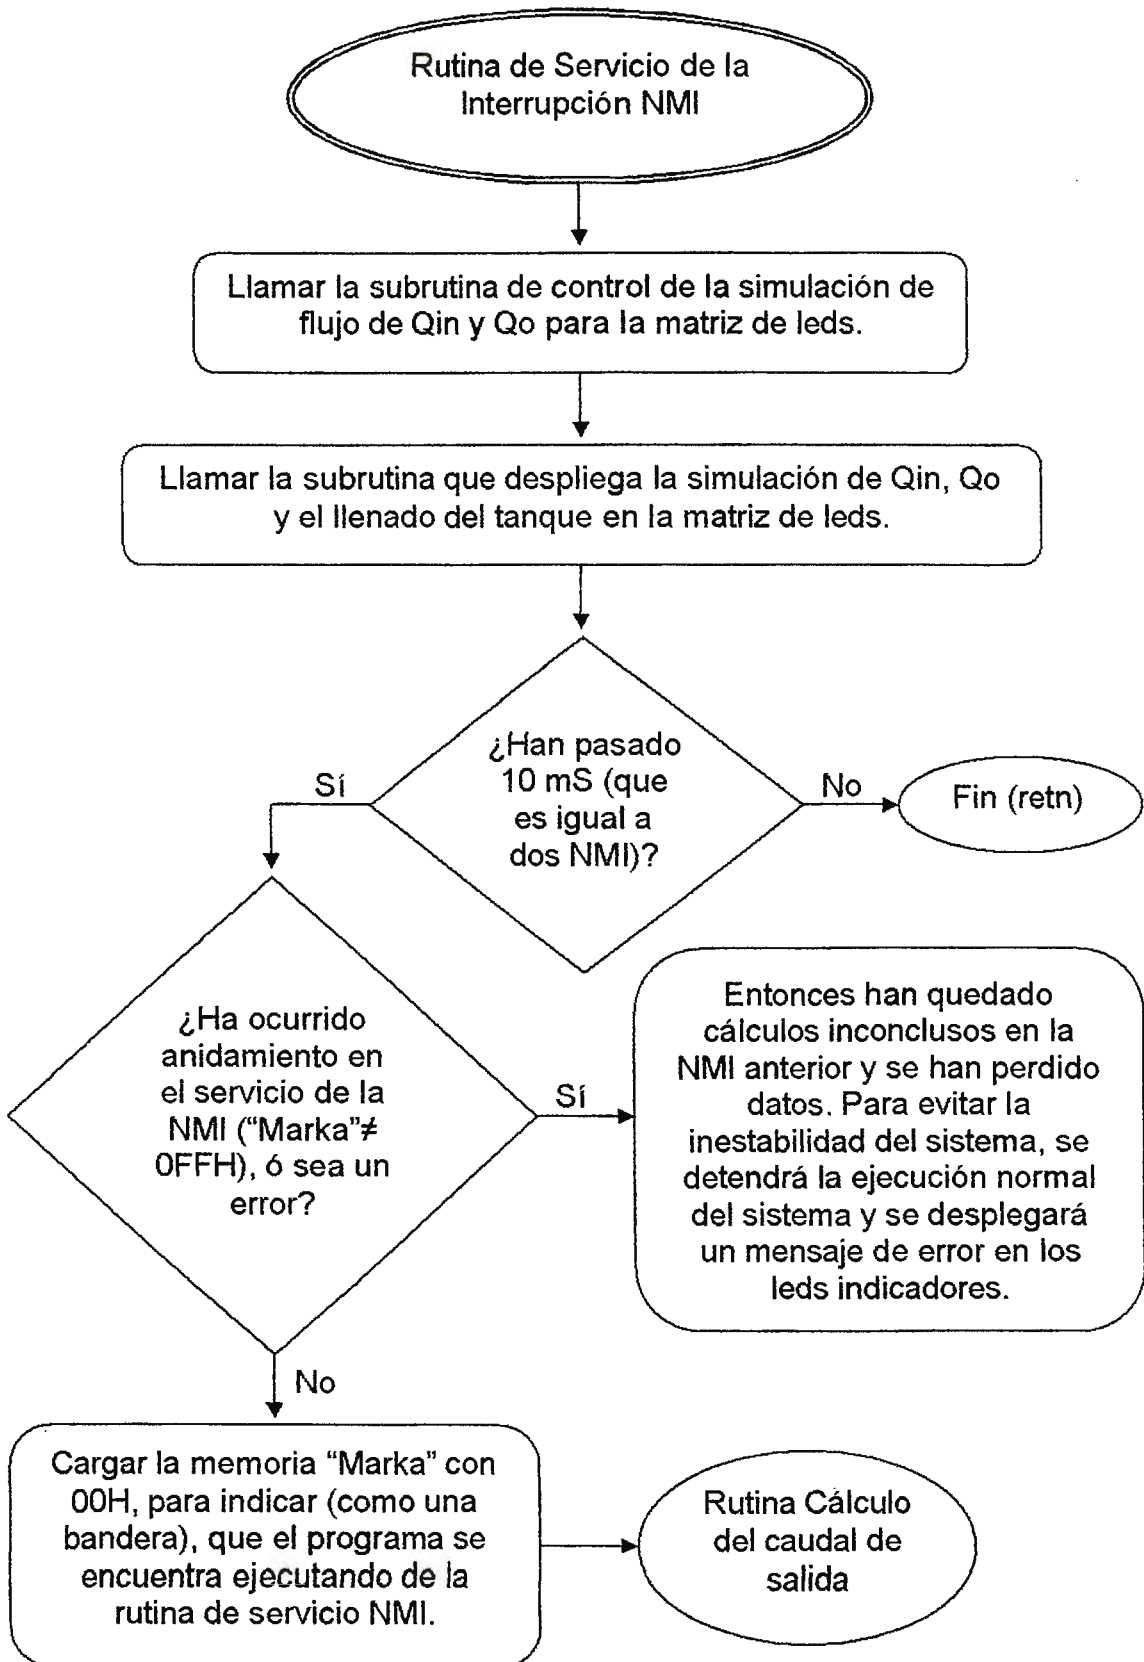 Rutina de Servicio de la
Interrupción NMI
Llamar la subrutina de control de la simulación de
flujo de Qin y Qo para la matriz de leds.
Llamar la subrutina que despliega la simulación de Qin, Qo
y el llenado del tanque en la matriz de leds.
¿Han pasado
10 mS (que
es igual a
dos NMI)?
Sí
No
Fin (retn)
¿Ha ocurrido
anidamiento en
el servicio de la
NMI (“Marka”≠
0FFH), ó sea un
error?
Sí
Entonces han quedado
cálculos inconclusos en la
NMI anterior y se han perdido
datos. Para evitar la
inestabilidad del sistema, se
detendrá la ejecución normal
del sistema y se desplegará
un mensaje de error en los
leds indicadores.
No
Cargar la memoria “Marka” con
00H, para indicar (como una
bandera), que el programa se
encuentra ejecutando de la
rutina de servicio NMI.
Rutina Cálculo
del caudal de
salida